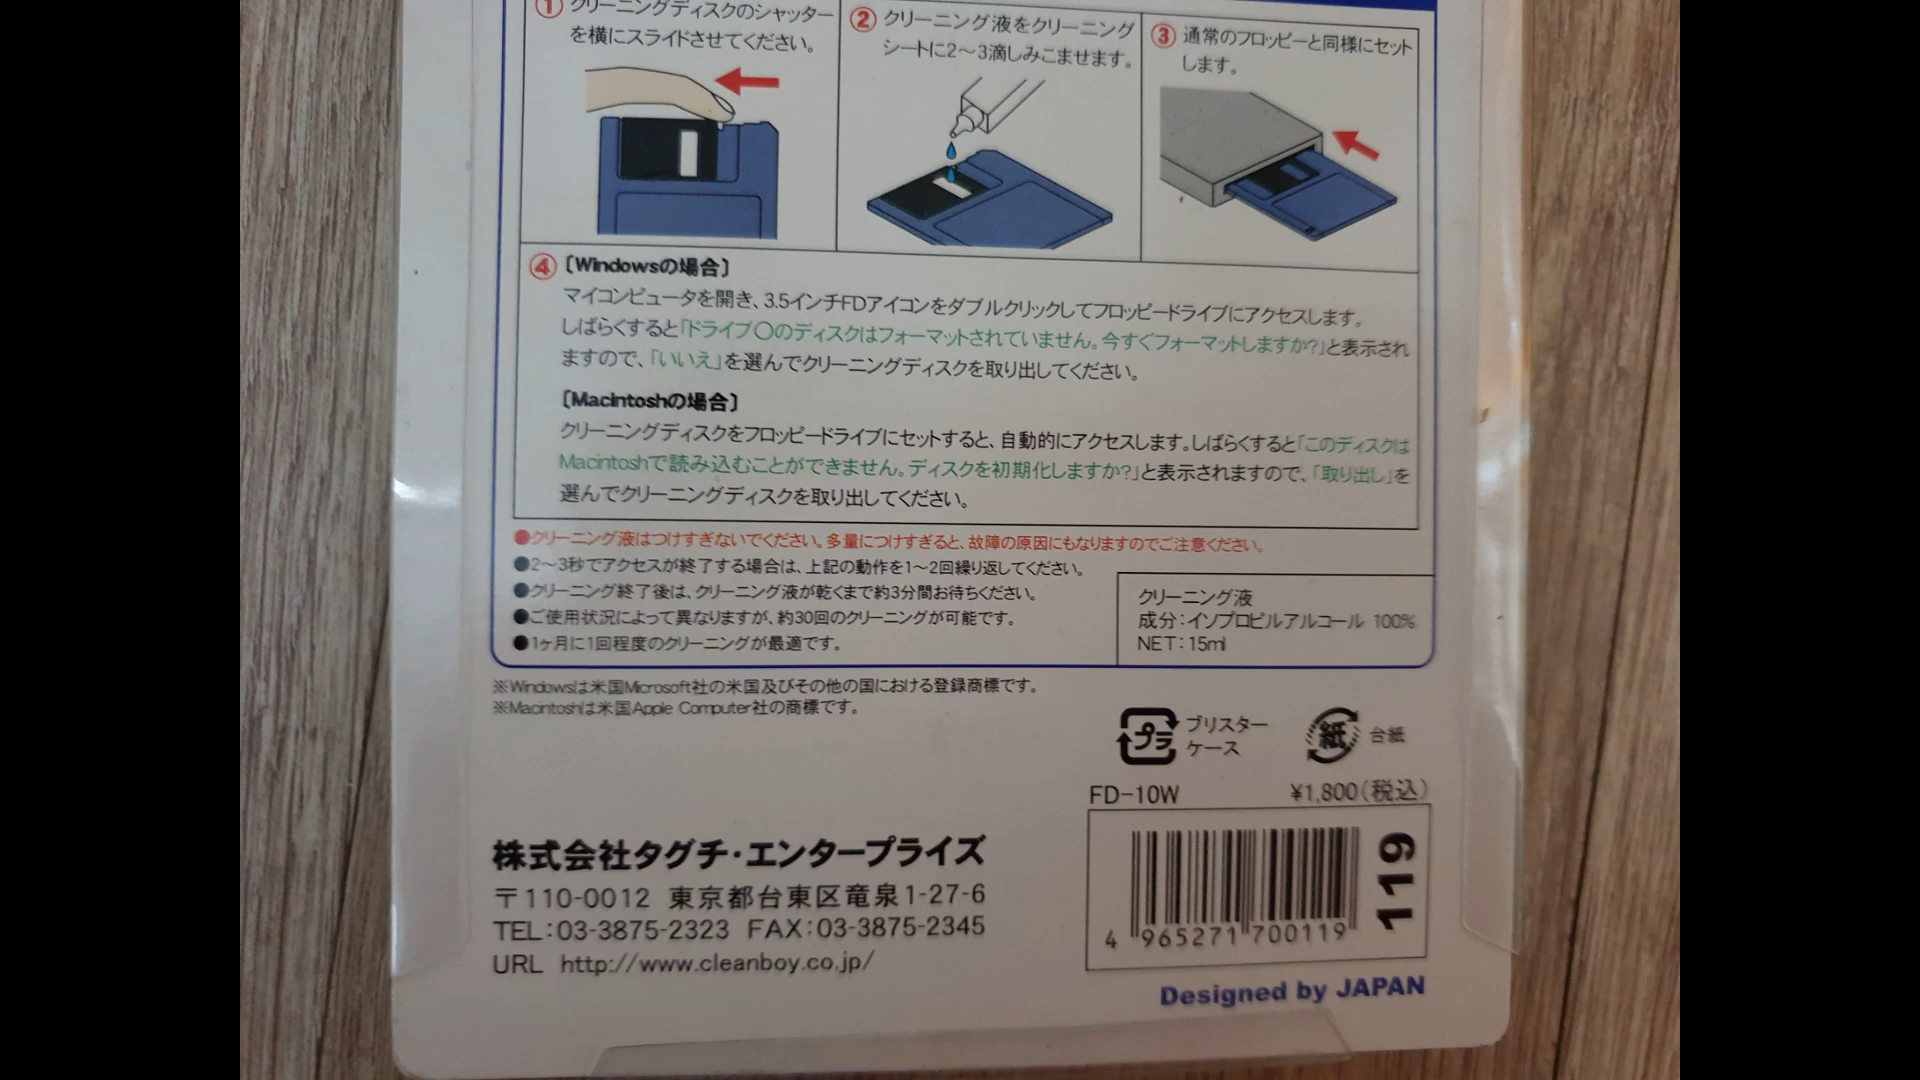 ① クリーニングディスクのシャッター
を横にスライドさせてください。
② クリーニング液をクリーニング
シートに2～3滴しみこませます。
③ 通常のフロッピーと同様にセット
します。
④ 〔Windowsの場合〕
マイコンピュータを開き、3.5インチFDアイコンをダブルクリックしてフロッピードライブにアクセスします。
しばらくすると「ドライブ〇のディスクはフォーマットされていません。今すぐフォーマットしますか?」と表示され
ますので、「いいえ」を選んでクリーニングディスクを取り出してください。
〔Macintoshの場合〕
クリーニングディスクをフロッピードライブにセットすると、自動的にアクセスします。しばらくすると「このディスクは
Macintoshで読み込むことができません。ディスクを初期化しますか?」と表示されますので、「取り出し」を
選んでクリーニングディスクを取り出してください。
●クリーニング液はつけすぎないでください。多量につけすぎると、故障の原因にもなりますのでご注意ください。
●2～3秒でアクセスが終了する場合は、上記の動作を1～2回繰り返してください。
●クリーニング終了後は、クリーニング液が乾くまで約3分間お待ちください。
●ご使用状況によって異なりますが、約30回のクリーニングが可能です。
●1ヶ月に1回程度のクリーニングが最適です。
クリーニング液
成分：イソプロピルアルコール 100%
NET：15ml
※Windowsは米国Microsoft社の米国及びその他の国における登録商標です。
※Macintoshは米国Apple Computer社の商標です。
プラ ブリスター
ケース
紙 台紙
FD-10W ¥1,800(税込)
株式会社タグチ・エンタープライズ
〒110-0012 東京都台東区竜泉1-27-6
TEL：03-3875-2323 FAX：03-3875-2345
URL http://www.cleanboy.co.jp/
4 965271 700119
119
Designed by JAPAN